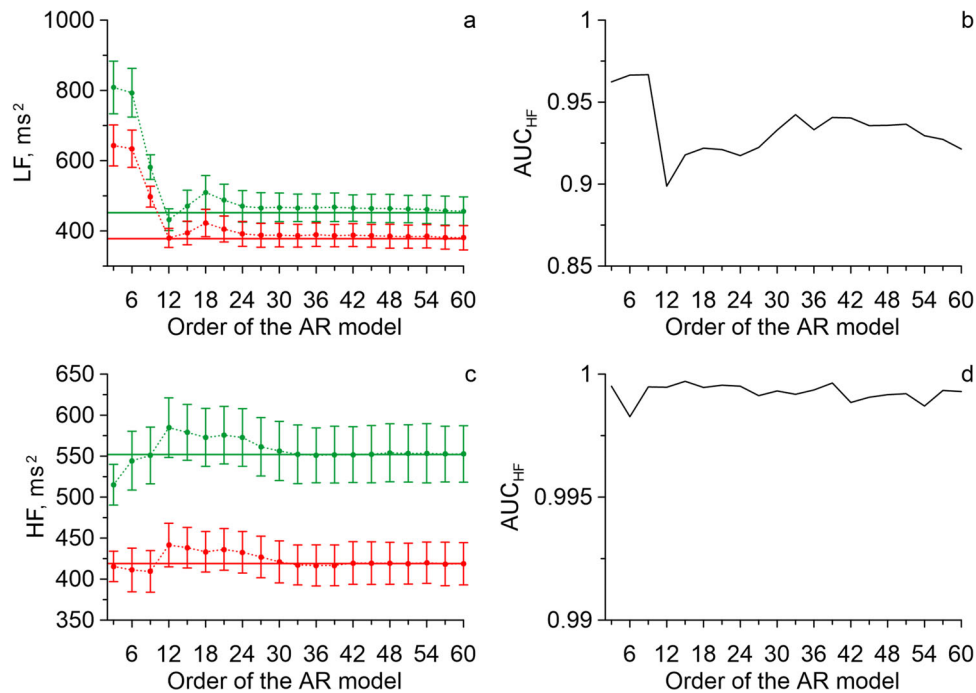 a
1000
800
600
400
LF, ms²
6 12 18 24 30 36 42 48 54 60
Order of the AR model
b
1
0.95
0.9
0.85
AUC_HF
6 12 18 24 30 36 42 48 54 60
Order of the AR model
c
650
600
550
500
450
400
350
HF, ms²
6 12 18 24 30 36 42 48 54 60
Order of the AR model
d
1
0.995
0.99
AUC_HF
6 12 18 24 30 36 42 48 54 60
Order of the AR model